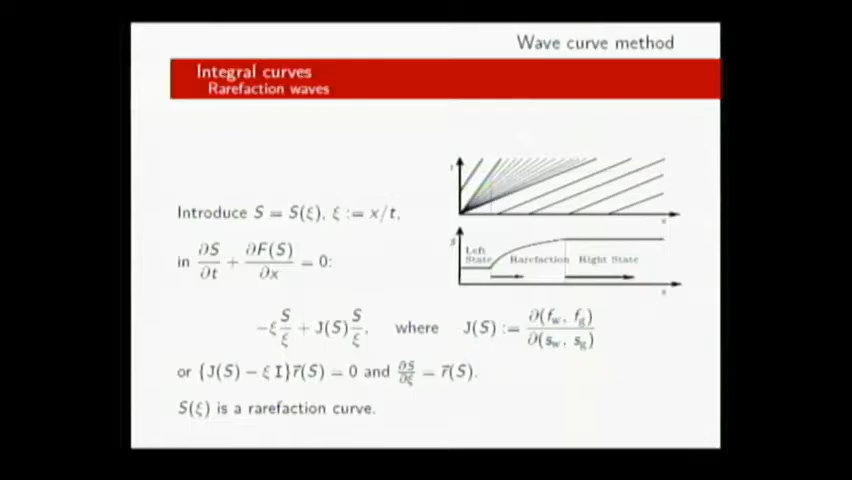 Wave curve method
Integral curves
Rarefaction waves
Introduce S = S(ξ), ξ := x/t,
in ∂S/∂t + ∂F(S)/∂x = 0:
−ξ S/ξ + J(S) S/ξ, where J(S) := ∂(f_w, f_g)/∂(s_w, s_g)
or {J(S) − ξ I}r⃗(S) = 0 and ∂S/∂ξ = r⃗(S).
S(ξ) is a rarefaction curve.
t
x
S
Left
State
Rarefaction
Right State
x